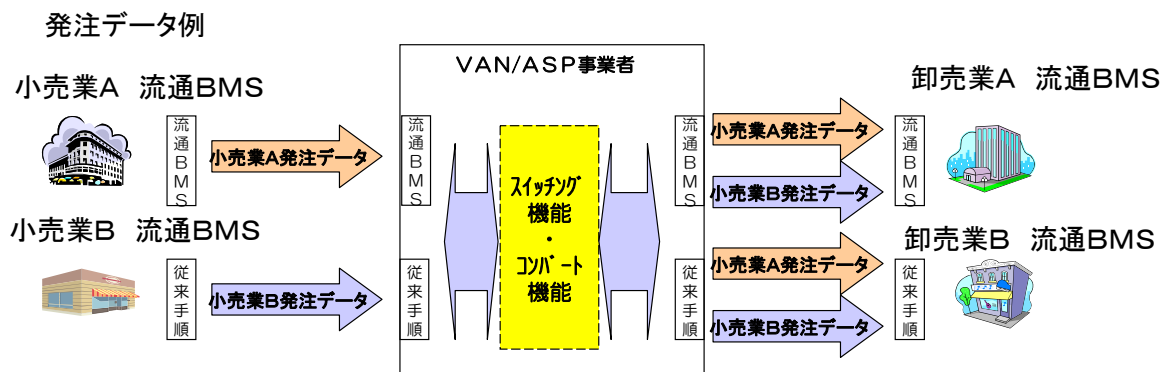 発注データ例
VAN/ASP事業者
小売業A 流通BMS
流通BMS
小売業A発注データ
流通BMS
スイッチング
機能
・
コンバート
機能
流通BMS
小売業A発注データ
小売業B発注データ
流通BMS
卸売業A 流通BMS
小売業B 流通BMS
従来手順
小売業B発注データ
従来手順
従来手順
小売業A発注データ
小売業B発注データ
従来手順
卸売業B 流通BMS